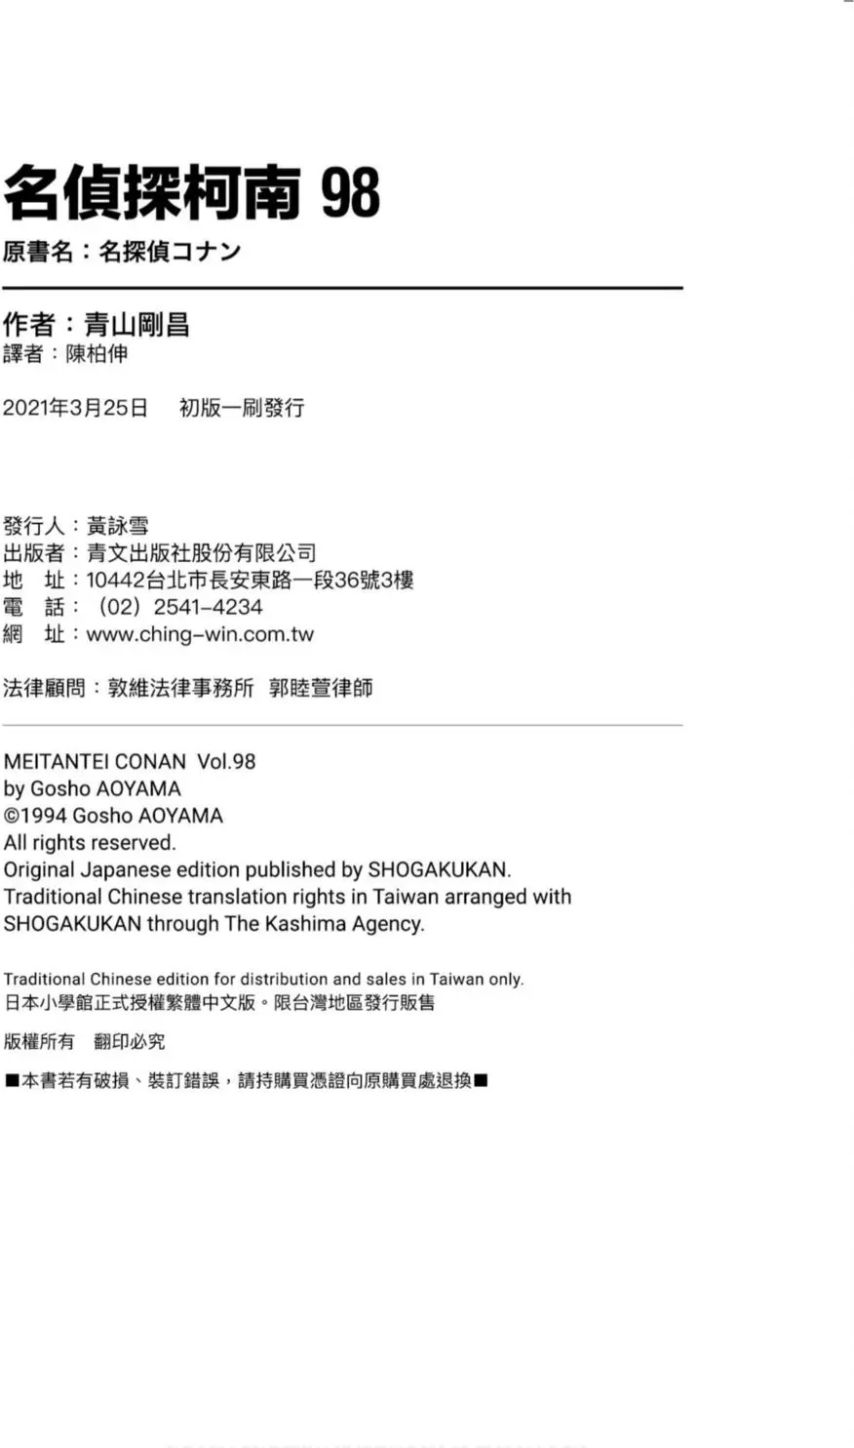 名偵探柯南 98
原書名：名探偵コナン
作者：青山剛昌
譯者：陳柏伸
2021年3月25日　初版一刷發行
發行人：黃詠雪
出版者：青文出版社股份有限公司
地　址：10442台北市長安東路一段36號3樓
電　話：（02）2541-4234
網　址：www.ching-win.com.tw
法律顧問：敦維法律事務所　郭睦萱律師
MEITANTEI CONAN Vol.98
by Gosho AOYAMA
©1994 Gosho AOYAMA
All rights reserved.
Original Japanese edition published by SHOGAKUKAN.
Traditional Chinese translation rights in Taiwan arranged with
SHOGAKUKAN through The Kashima Agency.
Traditional Chinese edition for distribution and sales in Taiwan only.
日本小學館正式授權繁體中文版。限台灣地區發行販售
版權所有　翻印必究
■本書若有破損、裝訂錯誤，請持購買憑證向原購買處退換■